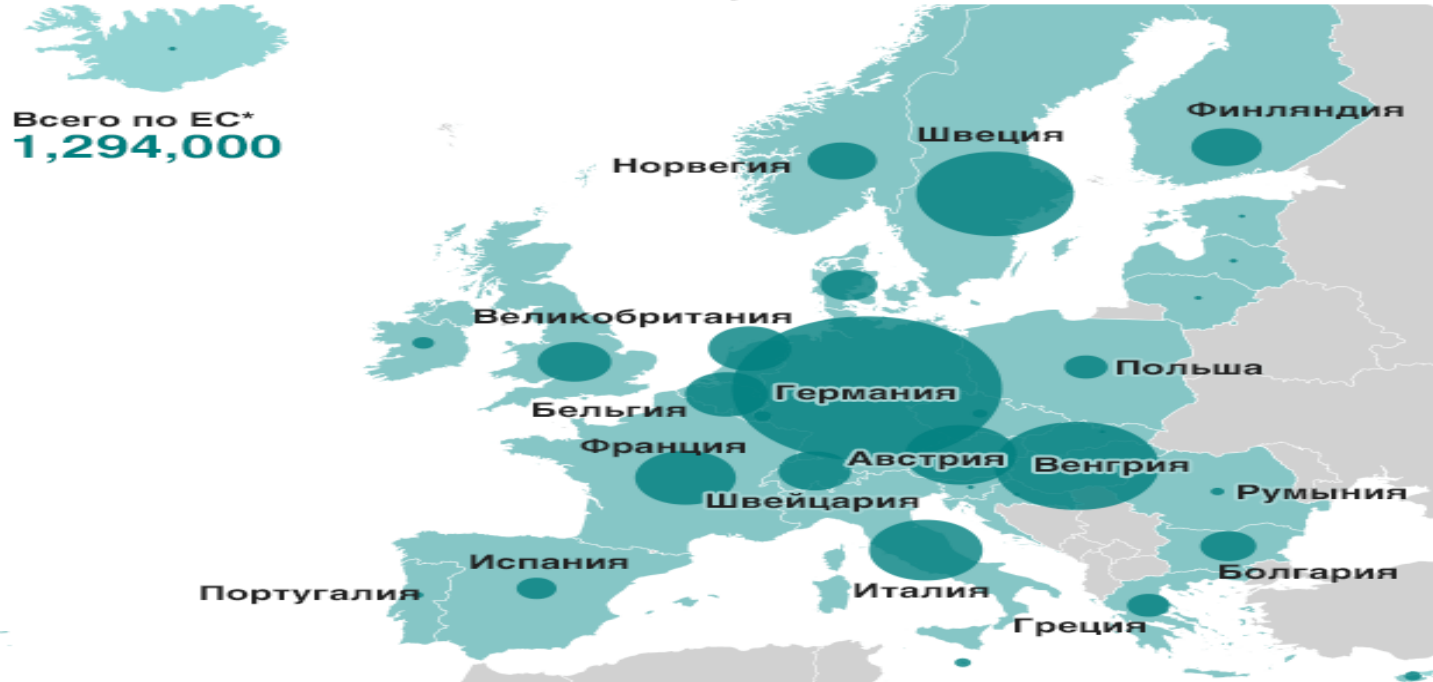 Всего по ЕС*
1,294,000
Финляндия
Швеция
Норвегия
Великобритания
Польша
Германия
Бельгия
Франция
Австрия
Венгрия
Швейцария
Румыния
Испания
Болгария
Португалия
Италия
Греция